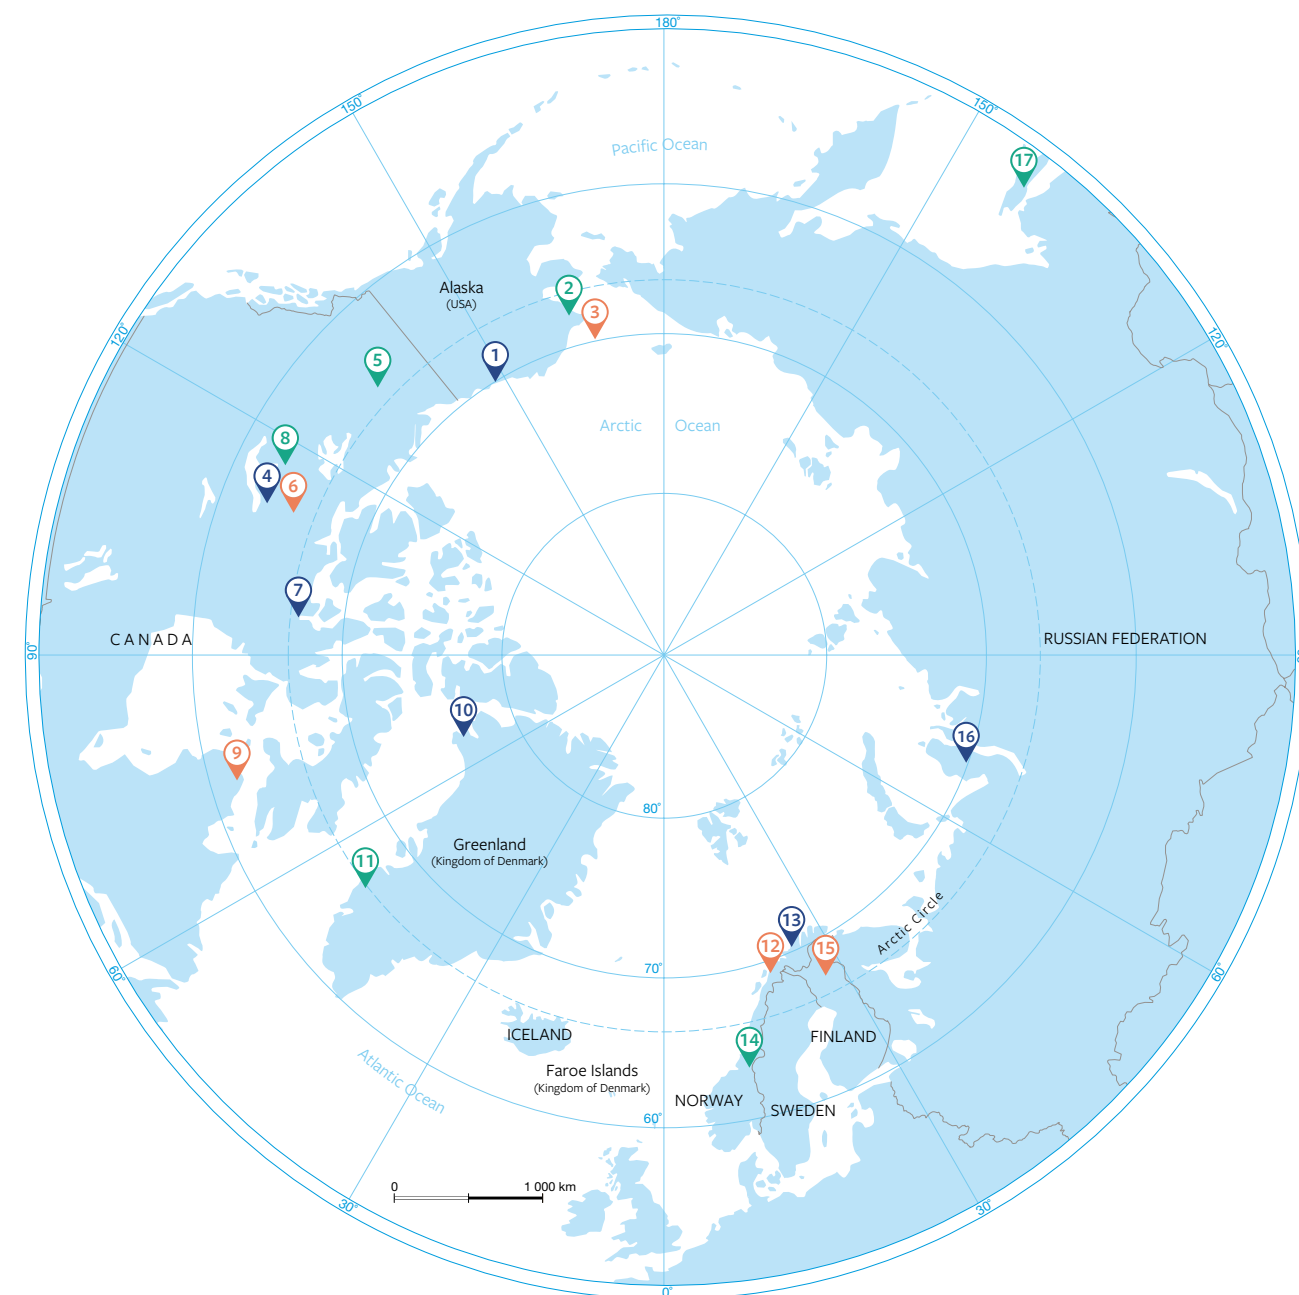 180°
150°
150°
Pacific Ocean
17
Alaska
(USA)
2
3
120°
120°
1
5
Arctic Ocean
8
4
6
7
CANADA
RUSSIAN FEDERATION
90°
10
16
9
80°
Greenland
(Kingdom of Denmark)
11
13
12
15
Arctic Circle
70°
60°
60°
ICELAND
14
FINLAND
Faroe Islands
(Kingdom of Denmark)
Atlantic Ocean
NORWAY
SWEDEN
60°
0
1 000 km
30°
30°
0°